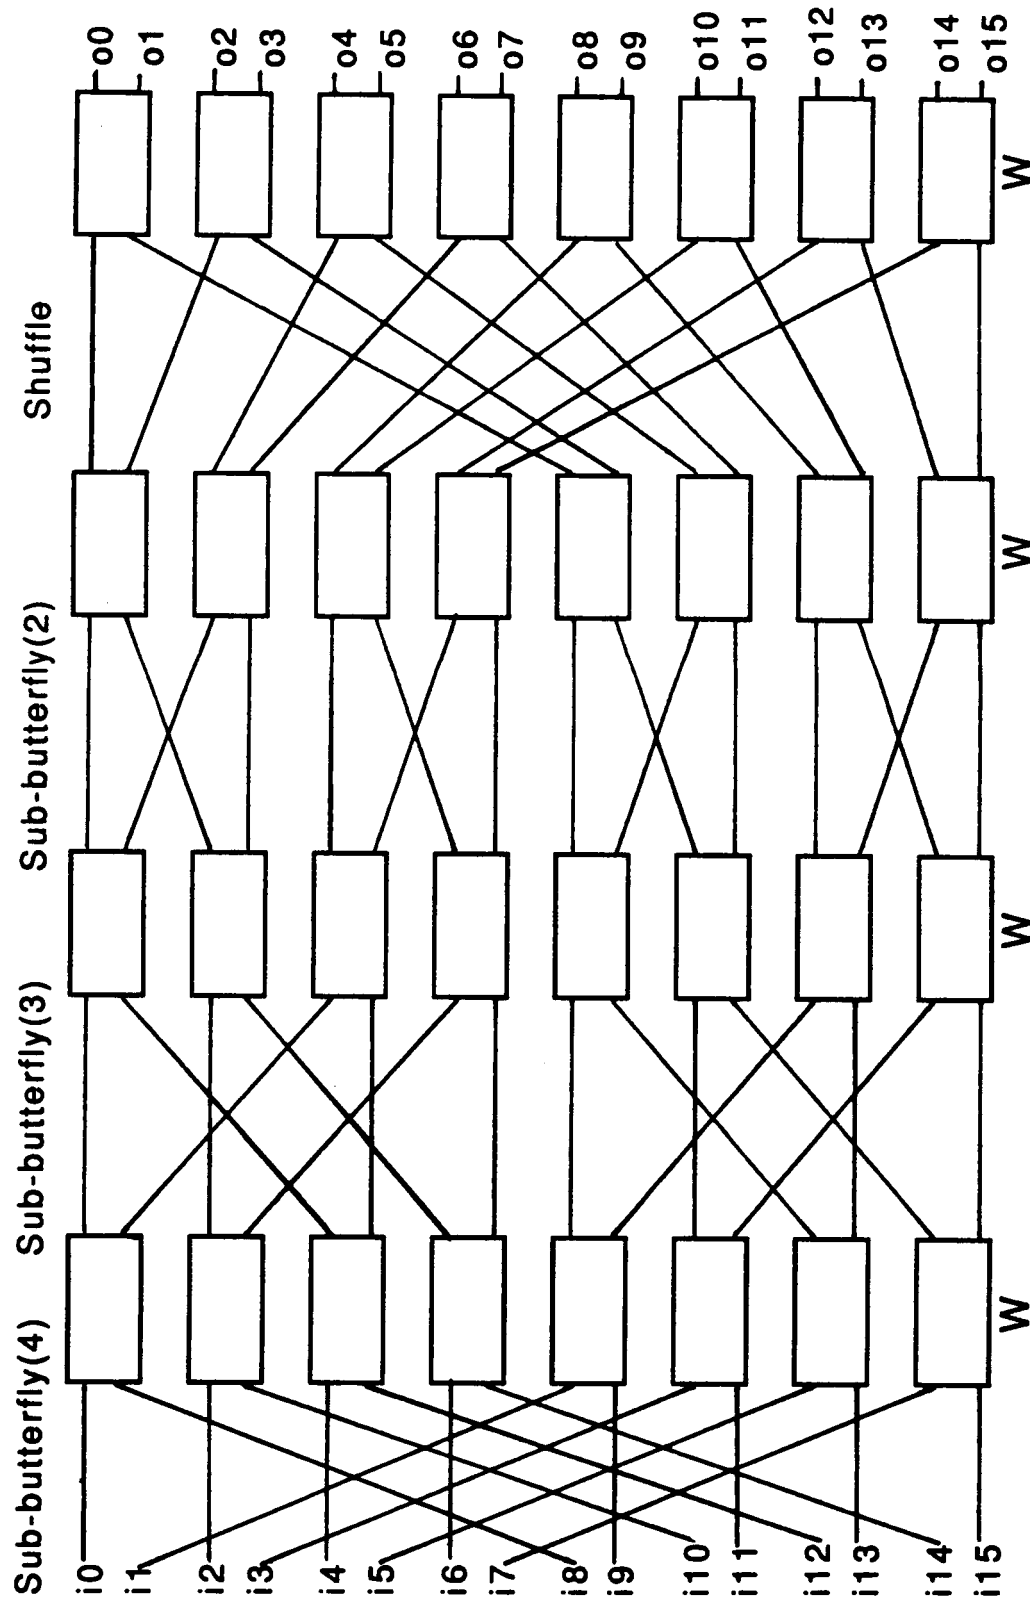 Sub-butterfly(4)
Sub-butterfly(3)
Sub-butterfly(2)
Shuffle
i0
i1
i2
i3
i4
i5
i6
i7
i8
i9
i10
i11
i12
i13
i14
i15
o0
o1
o2
o3
o4
o5
o6
o7
o8
o9
o10
o11
o12
o13
o14
o15
W
W
W
W